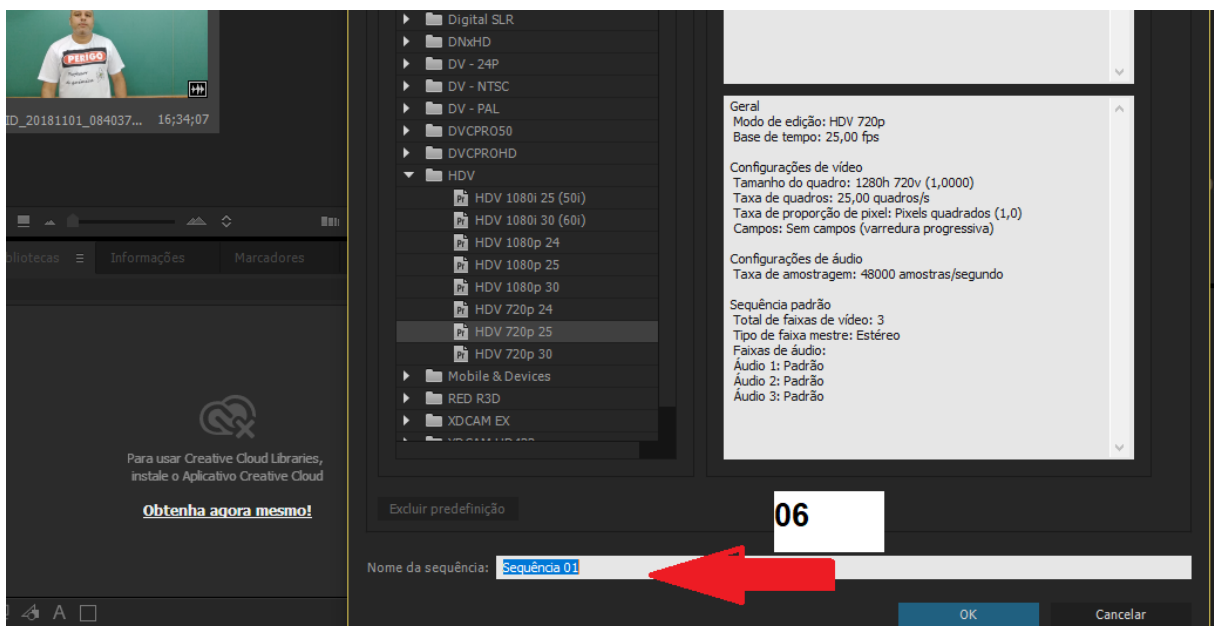 PERIGO
ID_20181101_084037... 16;34;07
bliotecas
Informações
Marcadores
Para usar Creative Cloud Libraries,
instale o Aplicativo Creative Cloud
Obtenha agora mesmo!
A
Digital SLR
DNxHD
DV - 24P
DV - NTSC
DV - PAL
DVCPRO50
DVCPROHD
HDV
HDV 1080i 25 (50i)
HDV 1080i 30 (60i)
HDV 1080p 24
HDV 1080p 25
HDV 1080p 30
HDV 720p 24
HDV 720p 25
HDV 720p 30
Mobile & Devices
RED R3D
XDCAM EX
Geral
Modo de edição: HDV 720p
Base de tempo: 25,00 fps
Configurações de vídeo
Tamanho do quadro: 1280h 720v (1,0000)
Taxa de quadros: 25,00 quadros/s
Taxa de proporção de pixel: Pixels quadrados (1,0)
Campos: Sem campos (varredura progressiva)
Configurações de áudio
Taxa de amostragem: 48000 amostras/segundo
Sequência padrão
Total de faixas de vídeo: 3
Tipo de faixa mestre: Estéreo
Faixas de áudio:
Áudio 1: Padrão
Áudio 2: Padrão
Áudio 3: Padrão
Excluir predefinição
06
Nome da sequência: Sequência 01
OK
Cancelar